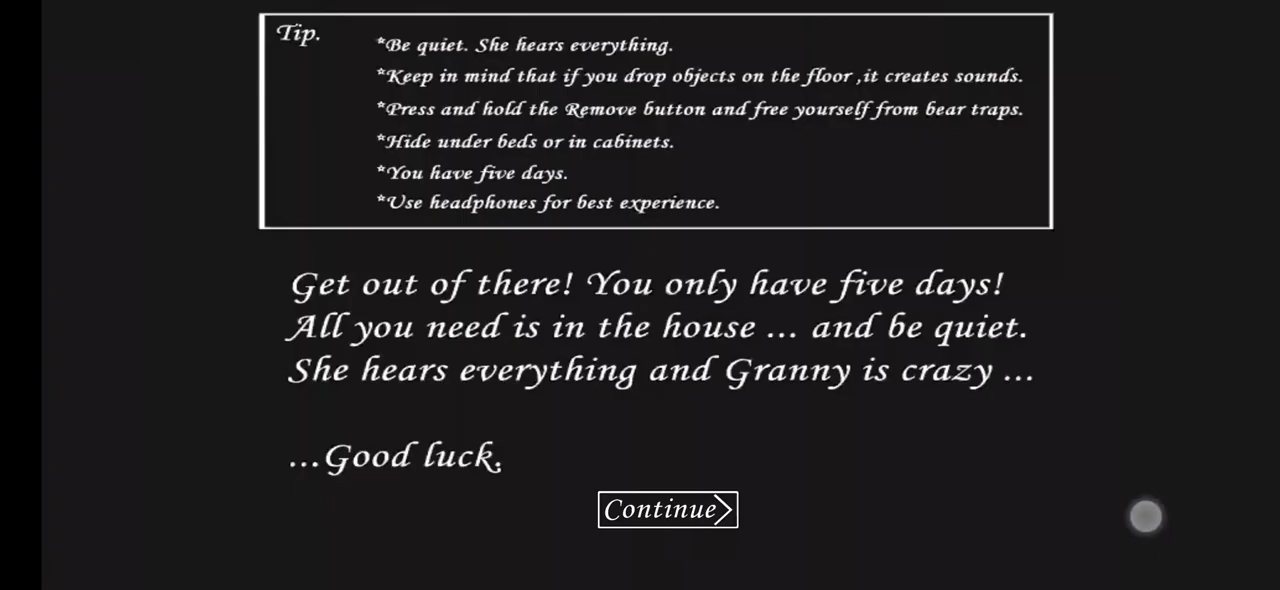 Tip.
*Be quiet. She hears everything.
*Keep in mind that if you drop objects on the floor ,it creates sounds.
*Press and hold the Remove button and free yourself from bear traps.
*Hide under beds or in cabinets.
*You have five days.
*Use headphones for best experience.
Get out of there! You only have five days!
All you need is in the house ... and be quiet.
She hears everything and Granny is crazy ...
...Good luck.
Continue